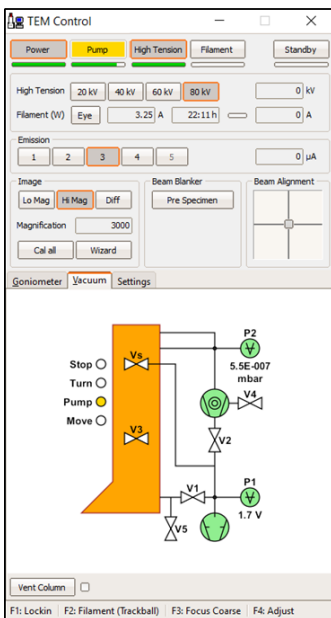 TEM Control
Power Pump High Tension Filament Standby
High Tension 20 kV 40 kV 60 kV 80 kV 0 kV
Filament (W) Eye 3.25 A 22:11 h 0 A
Emission
1 2 3 4 5 0 µA
Image Beam Blanker Beam Alignment
Lo Mag Hi Mag Diff Pre Specimen
Magnification 3000
Cal all Wizard
Goniometer Vacuum Settings
P2
Vs
Stop
5.5E-007
mbar
Turn
V4
Pump
Move
V3
V2
P1
V1
1.7 V
V5
Vent Column
F1: Lockin F2: Filament (Trackball) F3: Focus Coarse F4: Adjust